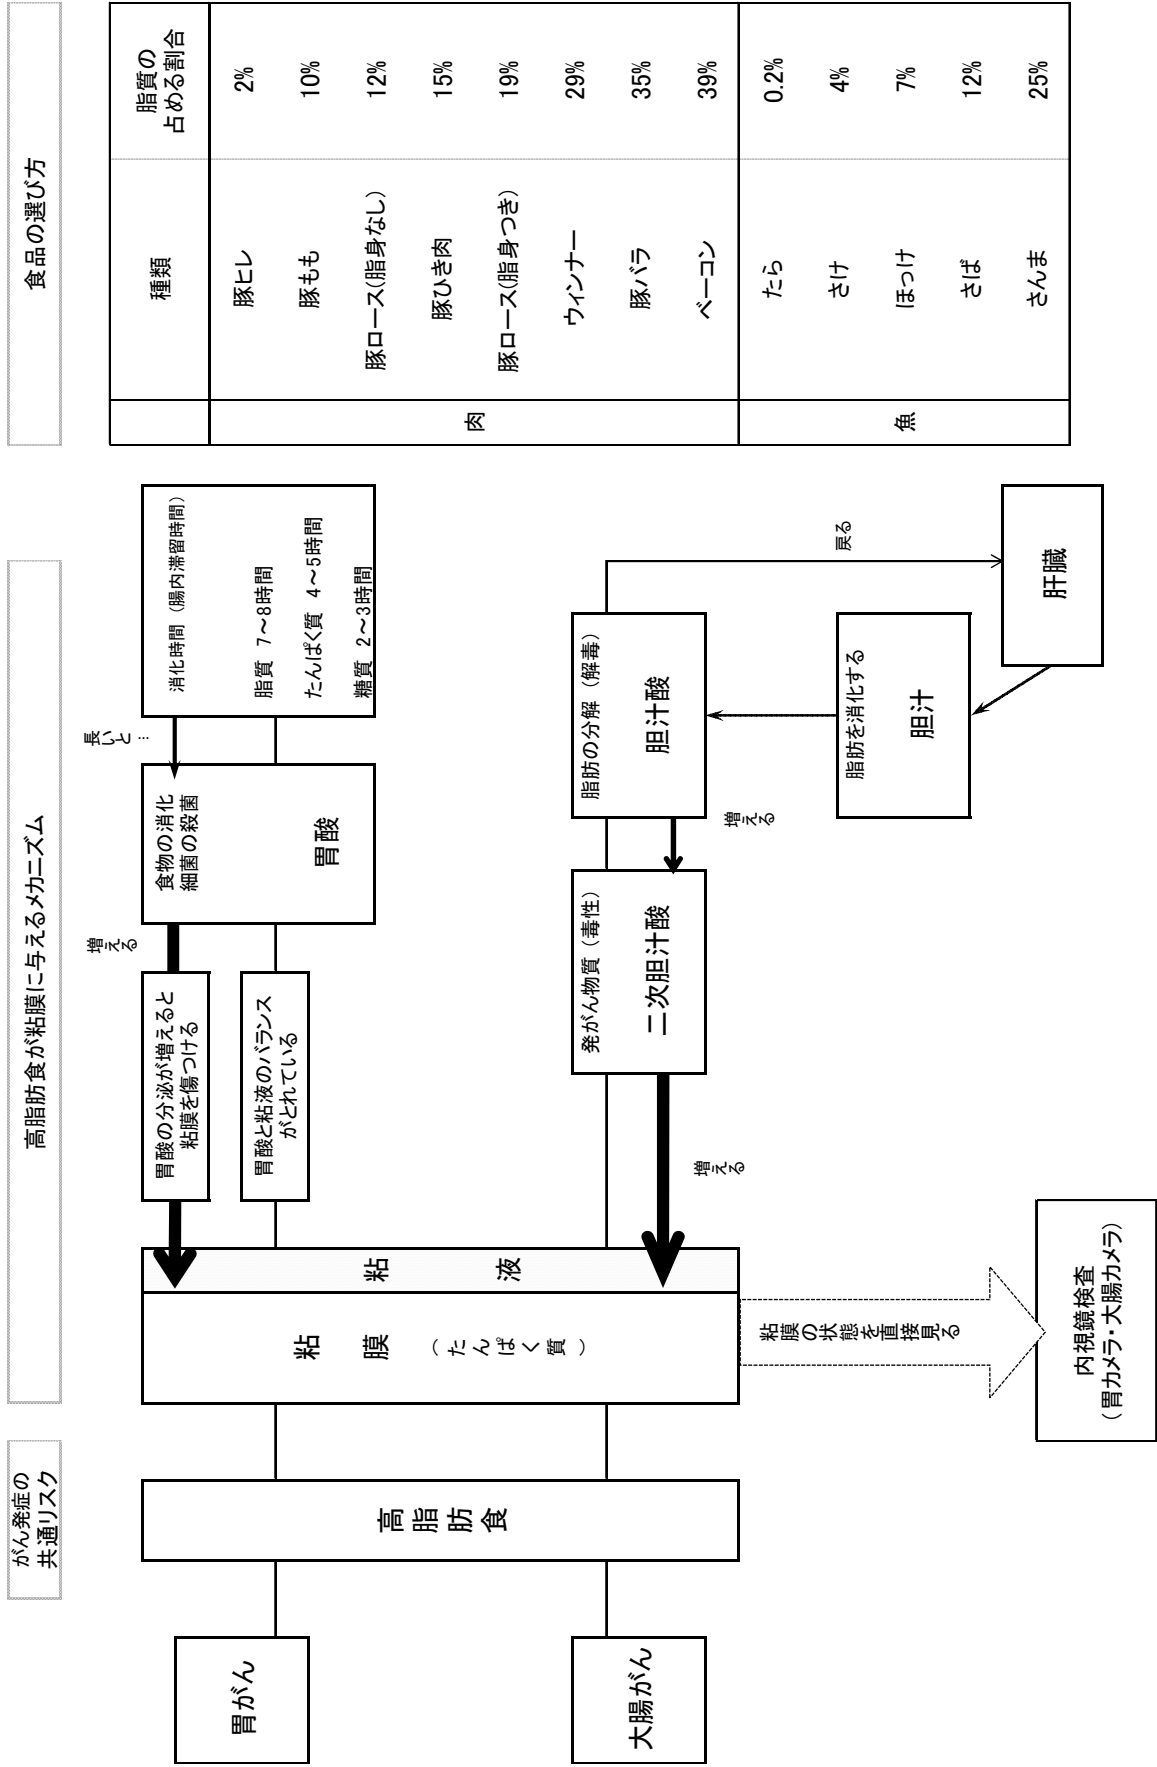 がん発症の
共通リスク
高脂肪食が粘膜に与えるメカニズム
食品の選び方
胃がん
大腸がん
高脂肪食
粘膜
(たんぱく質)
粘液
胃酸の分泌が増えると
粘膜を傷つける
胃酸と粘液のバランス
がとれている
増える
食物の消化
細菌の殺菌
胃酸
長いと…
消化時間(腸内滞留時間)
脂質 7~8時間
たんぱく質 4~5時間
糖質 2~3時間
増える
発がん物質(毒性)
二次胆汁酸
増える
脂肪の分解(解毒)
胆汁酸
戻る
脂肪を消化する
胆汁
肝臓
粘膜の状態を直接見る
内視鏡検査
(胃カメラ・大腸カメラ)
種類 脂質の
占める割合
肉
豚ヒレ 2%
豚もも 10%
豚ロース(脂身なし) 12%
豚ひき肉 15%
豚ロース(脂身つき) 19%
ウィンナー 29%
豚バラ 35%
ベーコン 39%
魚
たら 0.2%
さけ 4%
ほっけ 7%
さば 12%
さんま 25%